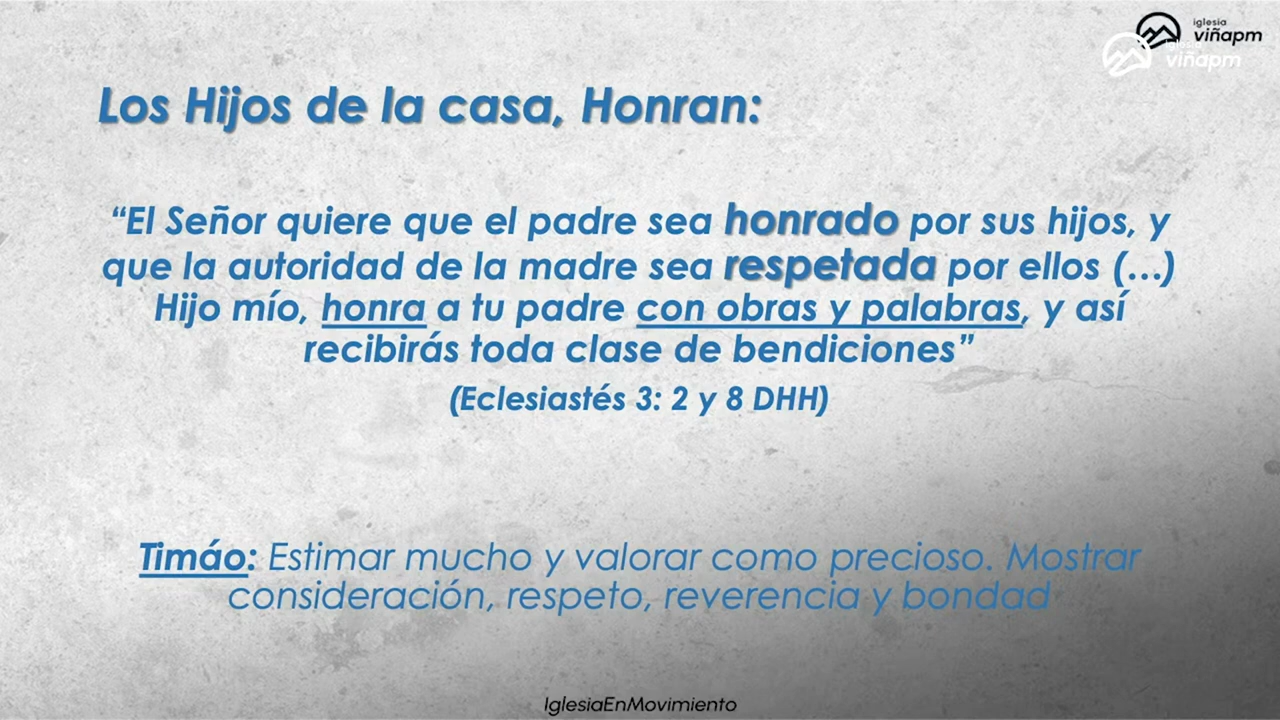 iglesia
viñapm
iglesia
viñapm
Los Hijos de la casa, Honran:
“El Señor quiere que el padre sea honrado por sus hijos, y
que la autoridad de la madre sea respetada por ellos (...)
Hijo mío, honra a tu padre con obras y palabras, y así
recibirás toda clase de bendiciones”
(Eclesiastés 3: 2 y 8 DHH)
Timáo: Estimar mucho y valorar como precioso. Mostrar
consideración, respeto, reverencia y bondad
IglesiaEnMovimiento